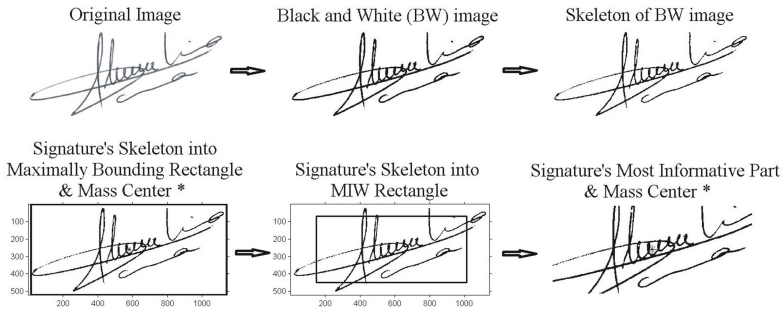 Original Image
Black and White (BW) image
Skeleton of BW image
Signature's Skeleton into
Maximally Bounding Rectangle
& Mass Center *
Signature's Skeleton into
MIW Rectangle
Signature's Most Informative Part
& Mass Center *
100
200
300
400
500
200 400 600 800 1000
100
200
300
400
500
200 400 600 800 1000